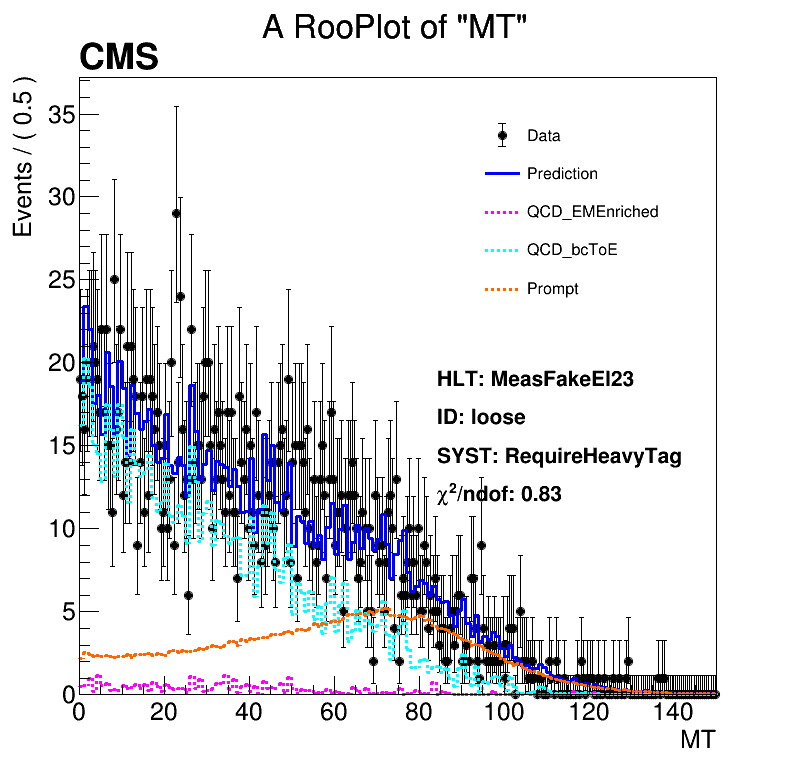 A RooPlot of "MT"
CMS
Events / ( 0.5 )
35
30
25
20
15
10
5
0
Data
Prediction
QCD_EMEnriched
QCD_bcToE
Prompt
HLT: MeasFakeEl23
ID: loose
SYST: RequireHeavyTag
χ²/ndof: 0.83
0 20 40 60 80 100 120 140
MT